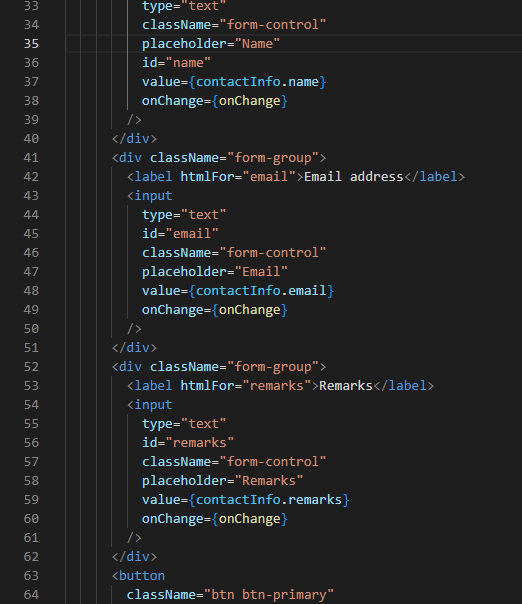 33 type="text"
34 className="form-control"
35 placeholder="Name"
36 id="name"
37 value={contactInfo.name}
38 onChange={onChange}
39 />
40 </div>
41 <div className="form-group">
42 <label htmlFor="email">Email address</label>
43 <input
44 type="text"
45 id="email"
46 className="form-control"
47 placeholder="Email"
48 value={contactInfo.email}
49 onChange={onChange}
50 />
51 </div>
52 <div className="form-group">
53 <label htmlFor="remarks">Remarks</label>
54 <input
55 type="text"
56 id="remarks"
57 className="form-control"
58 placeholder="Remarks"
59 value={contactInfo.remarks}
60 onChange={onChange}
61 />
62 </div>
63 <button
64 className="btn btn-primary"